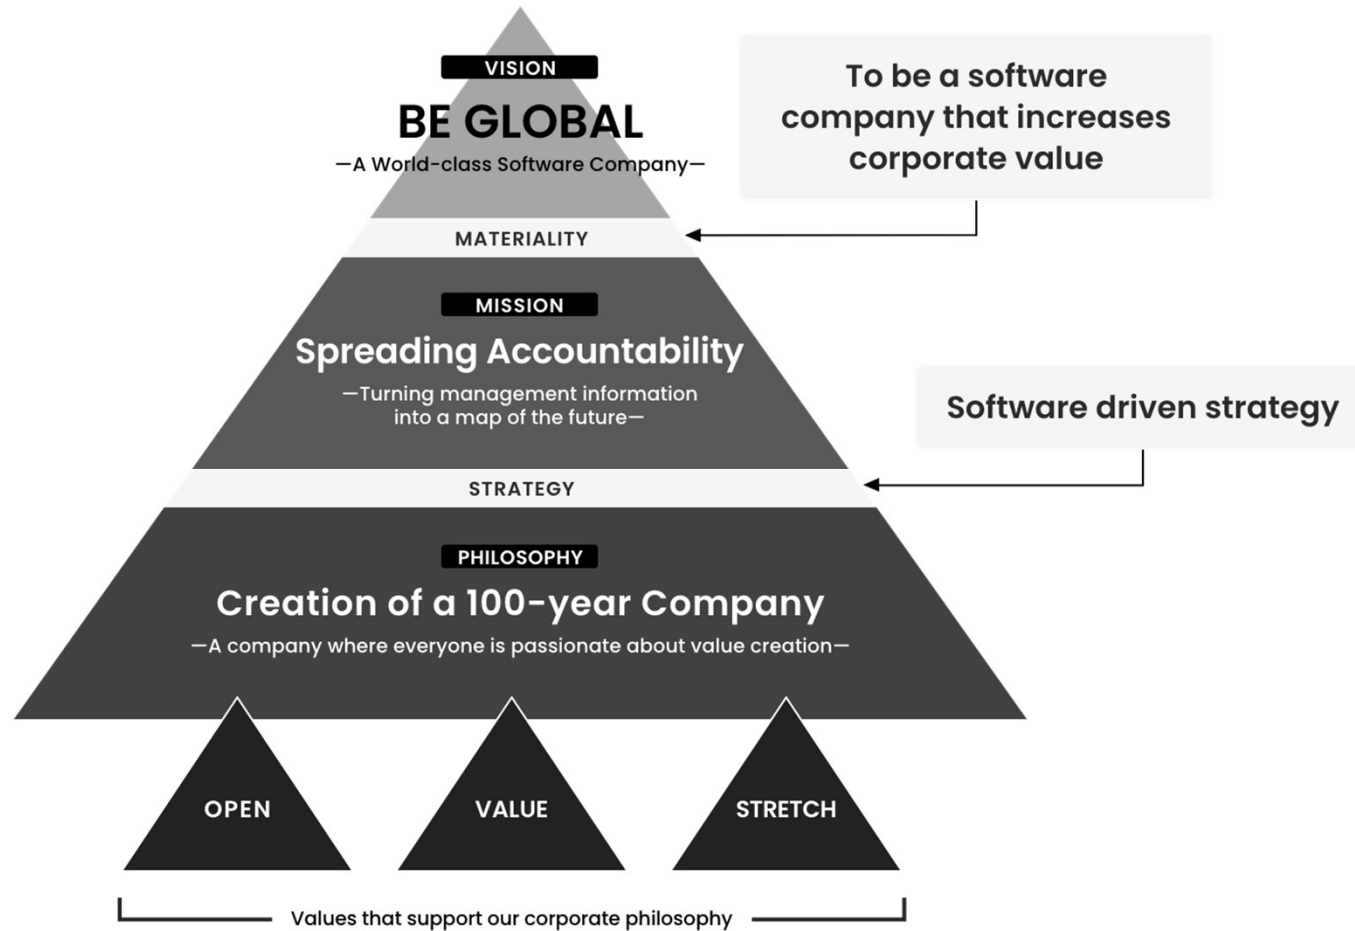 VISION
BE GLOBAL
—A World-class Software Company—
To be a software
company that increases
corporate value
MATERIALITY
MISSION
Spreading Accountability
—Turning management information
into a map of the future—
Software driven strategy
STRATEGY
PHILOSOPHY
Creation of a 100-year Company
—A company where everyone is passionate about value creation—
OPEN
VALUE
STRETCH
Values that support our corporate philosophy